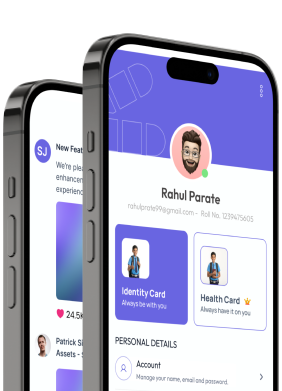 SJ
New Feat
We're plea
enhancem
experienc
24.5K
Patrick Si
Assets -
Rahul Parate
rahulprate99@gmail.com - Roll No. 1239475605
Identity Card
Always be with you
Health Card
Always have it on you
PERSONAL DETAILS
Account
Manage your name, email and password.